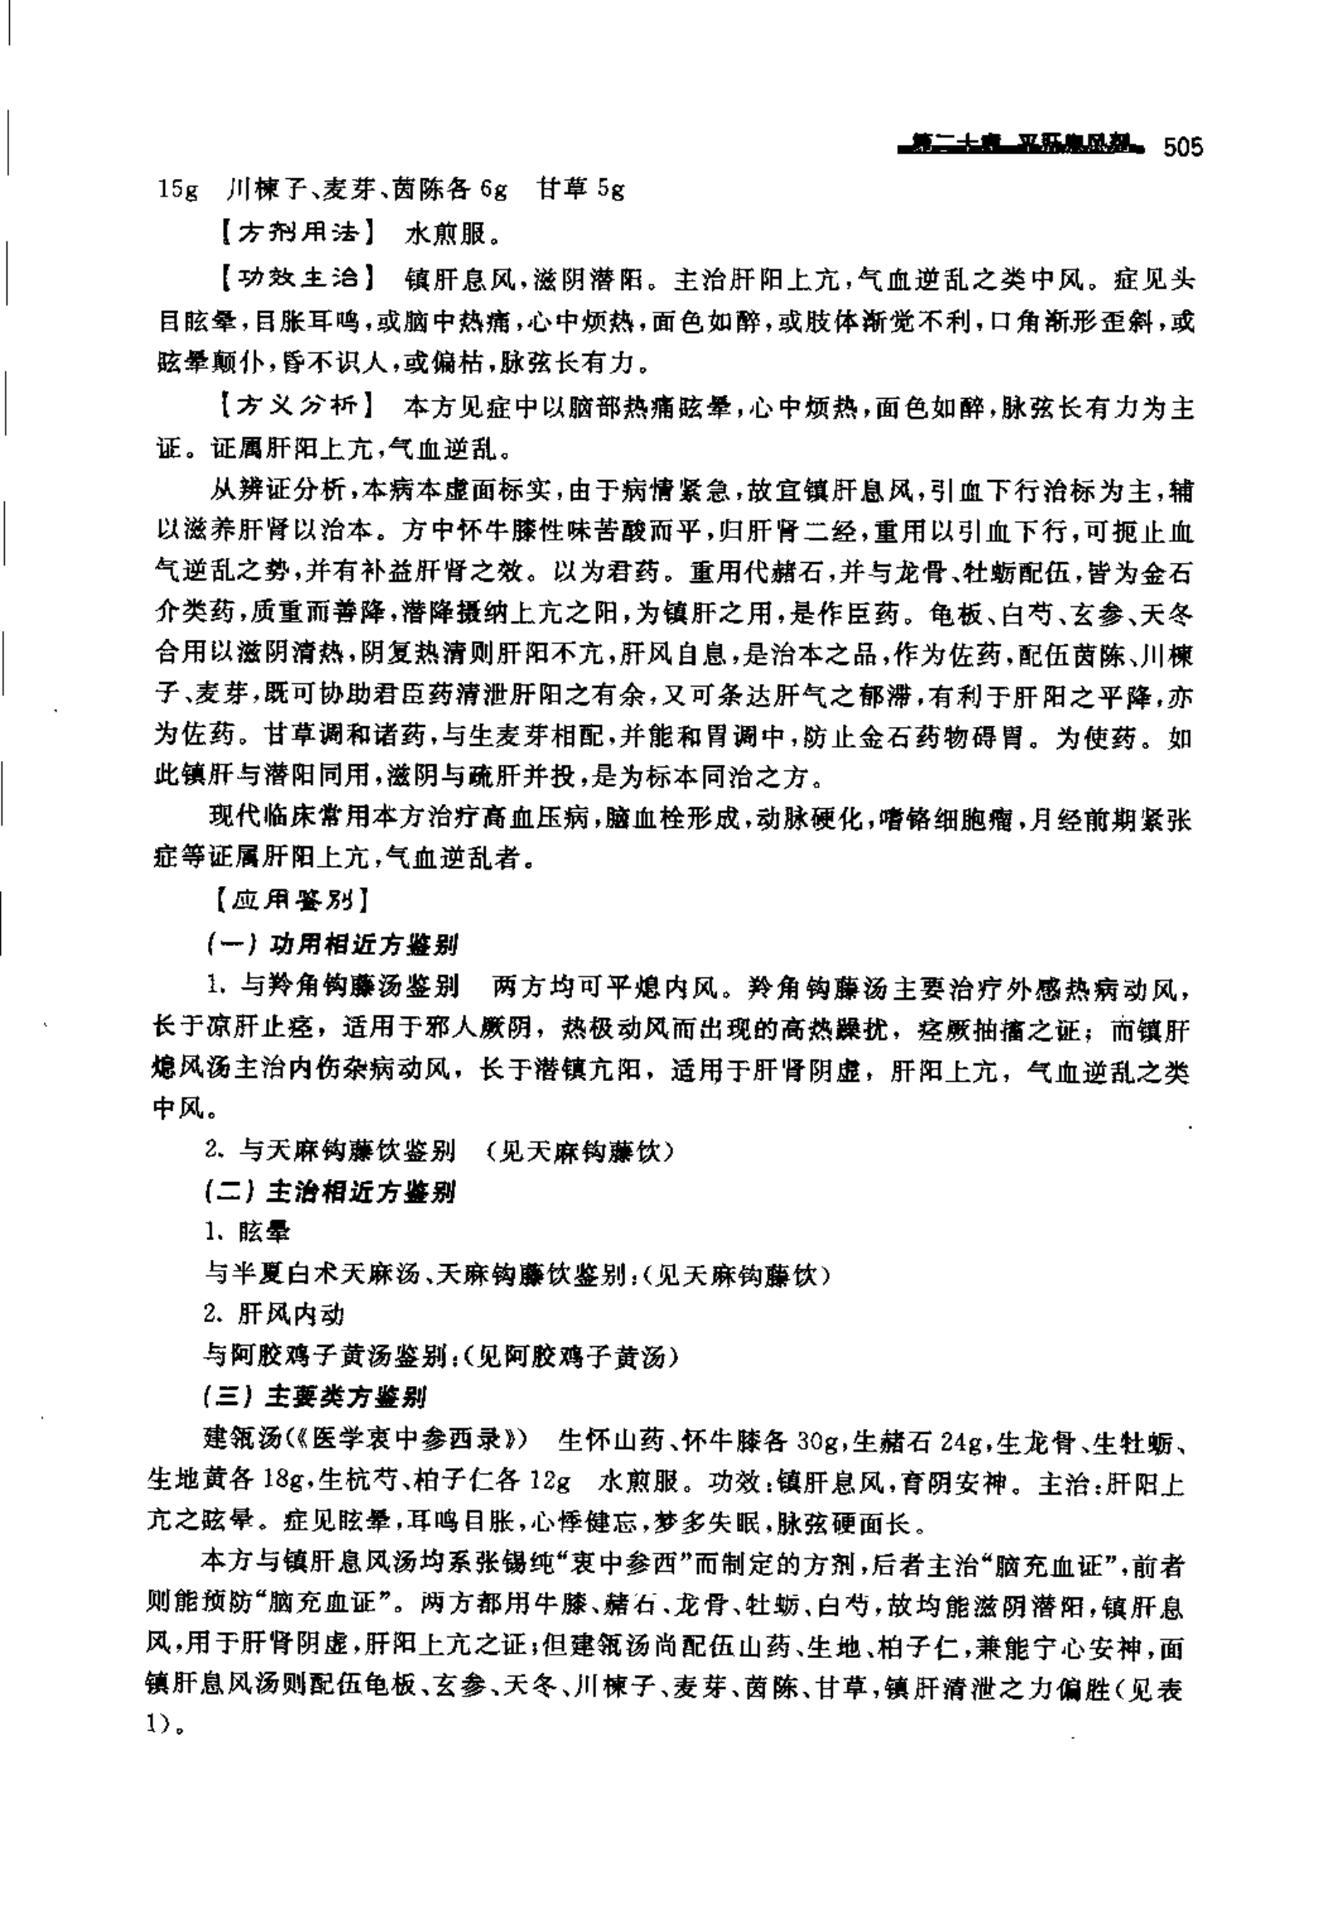 第二十章 平肝息风剂 505
15g 川楝子、麦芽、茵陈各 6g 甘草 5g
【方剂用法】 水煎服。
【功效主治】 镇肝息风,滋阴潜阳。主治肝阳上亢,气血逆乱之类中风。症见头
目眩晕,目胀耳鸣,或脑中热痛,心中烦热,面色如醉,或肢体渐觉不利,口角渐形歪斜,或
眩晕颠仆,昏不识人,或偏枯,脉弦长有力。
【方义分析】 本方见症中以脑部热痛眩晕,心中烦热,面色如醉,脉弦长有力为主
证。证属肝阳上亢,气血逆乱。
从辨证分析,本病本虚面标实,由于病情紧急,故宜镇肝息风,引血下行治标为主,辅
以滋养肝肾以治本。方中怀牛膝性味苦酸而平,归肝肾二经,重用以引血下行,可扼止血
气逆乱之势,并有补益肝肾之效。以为君药。重用代赭石,并与龙骨、牡蛎配伍,皆为金石
介类药,质重而善降,潜降摄纳上亢之阳,为镇肝之用,是作臣药。龟板、白芍、玄参、天冬
合用以滋阴清热,阴复热清则肝阳不亢,肝风自息,是治本之品,作为佐药,配伍茵陈、川楝
子、麦芽,既可协助君臣药清泄肝阳之有余,又可条达肝气之郁滞,有利于肝阳之平降,亦
为佐药。甘草调和诸药,与生麦芽相配,并能和胃调中,防止金石药物碍胃。为使药。如
此镇肝与潜阳同用,滋阴与疏肝并投,是为标本同治之方。
现代临床常用本方治疗高血压病,脑血栓形成,动脉硬化,嗜铬细胞瘤,月经前期紧张
症等证属肝阳上亢,气血逆乱者。
【应用鉴别】
(一) 功用相近方鉴别
1. 与羚角钩藤汤鉴别 两方均可平熄内风。羚角钩藤汤主要治疗外感热病动风,
长于凉肝止痉，适用于邪人厥阴，热极动风而出现的高热躁扰，痉厥抽搐之证；而镇肝
熄风汤主治内伤杂病动风，长于潜镇亢阳，适用于肝肾阴虚，肝阳上亢，气血逆乱之类
中风。
2. 与天麻钩藤饮鉴别 （见天麻钩藤饮）
(二) 主治相近方鉴别
1. 眩晕
与半夏白术天麻汤、天麻钩藤饮鉴别:(见天麻钩藤饮)
2. 肝风内动
与阿胶鸡子黄汤鉴别:(见阿胶鸡子黄汤)
(三) 主要类方鉴别
建瓴汤(《医学衷中参西录》) 生怀山药、怀牛膝各 30g,生赭石 24g,生龙骨、生牡蛎、
生地黄各 18g,生杭芍、柏子仁各 12g 水煎服。功效:镇肝息风,育阴安神。主治:肝阳上
亢之眩晕。症见眩晕,耳鸣目胀,心悸健忘,梦多失眠,脉弦硬面长。
本方与镇肝息风汤均系张锡纯“衷中参西”而制定的方剂,后者主治“脑充血证”,前者
则能预防“脑充血证”。两方都用牛膝、赭石、龙骨、牡蛎、白芍,故均能滋阴潜阳,镇肝息
风,用于肝肾阴虚,肝阳上亢之证;但建瓴汤尚配伍山药、生地、柏子仁,兼能宁心安神,面
镇肝息风汤则配伍龟板、玄参、天冬、川楝子、麦芽、茵陈、甘草,镇肝清泄之力偏胜(见表
1)。